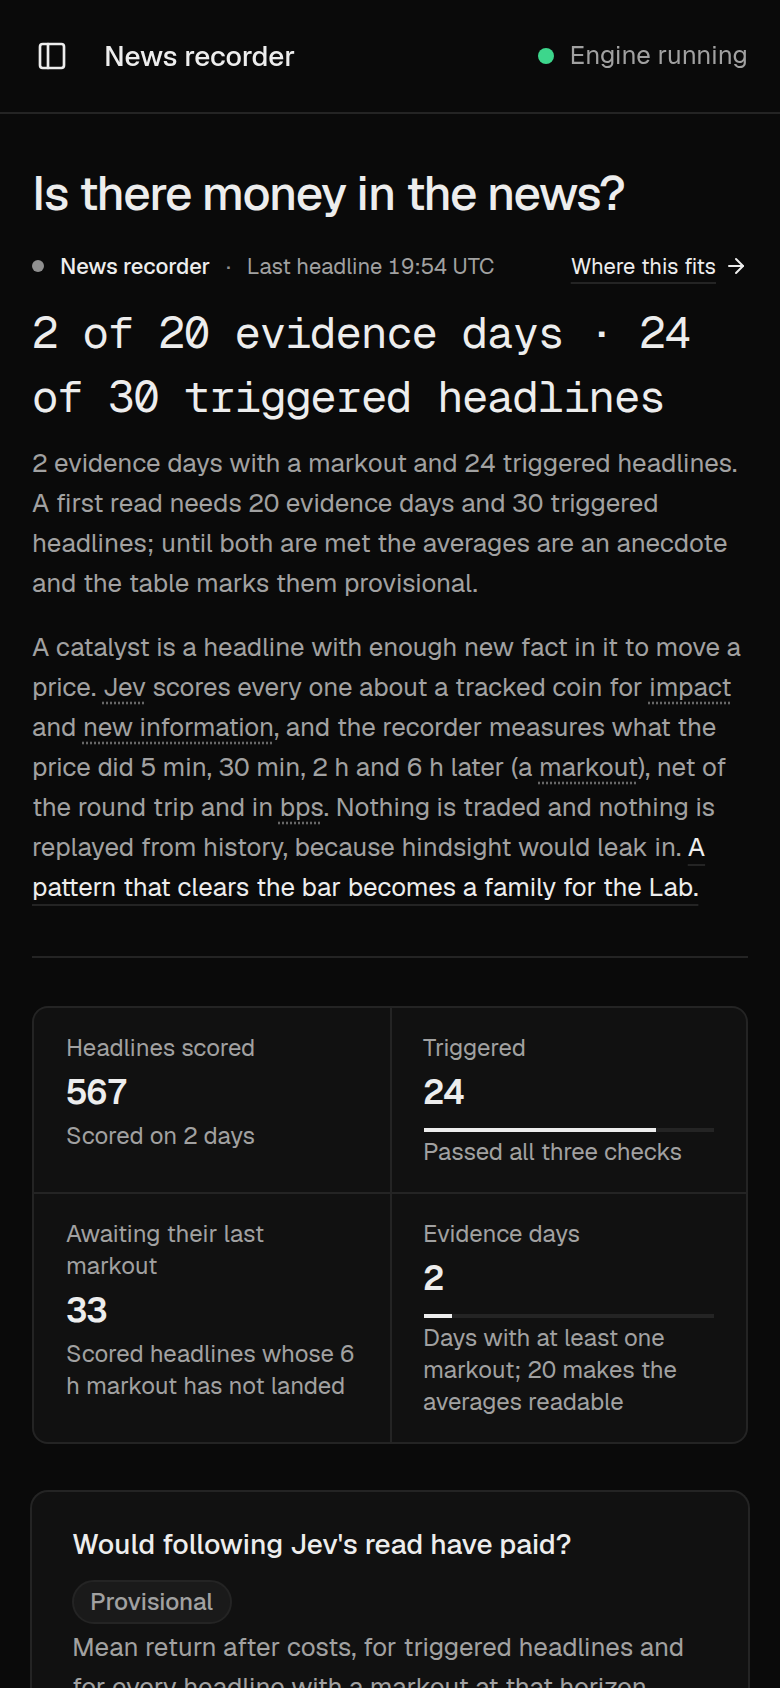 News recorder
Engine running
Is there money in the news?
News recorder · Last headline 19:54 UTC
Where this fits →
2 of 20 evidence days · 24
of 30 triggered headlines
2 evidence days with a markout and 24 triggered headlines.
A first read needs 20 evidence days and 30 triggered
headlines; until both are met the averages are an anecdote
and the table marks them provisional.
A catalyst is a headline with enough new fact in it to move a
price. Jev scores every one about a tracked coin for impact
and new information, and the recorder measures what the
price did 5 min, 30 min, 2 h and 6 h later (a markout), net of
the round trip and in bps. Nothing is traded and nothing is
replayed from history, because hindsight would leak in. A
pattern that clears the bar becomes a family for the Lab.
Headlines scored
567
Scored on 2 days
Triggered
24
Passed all three checks
Awaiting their last
markout
33
Scored headlines whose 6
h markout has not landed
Evidence days
2
Days with at least one
markout; 20 makes the
averages readable
Would following Jev's read have paid?
Provisional
Mean return after costs, for triggered headlines and
for every headline with a markout at that horizon